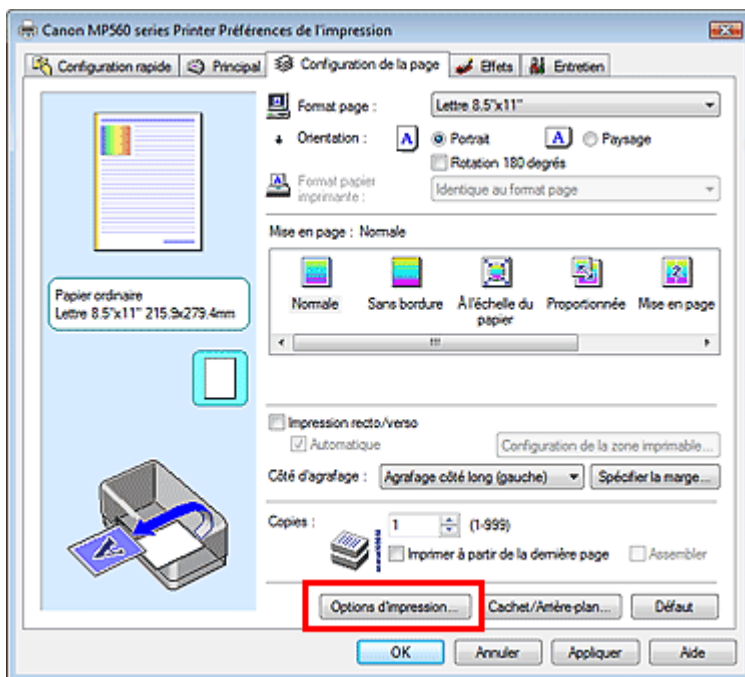 Canon MP560 series Printer Préférences de l'impression
Configuration rapide Principal Configuration de la page Effets Entretien
Format page : Lettre 8.5"x11"
Orientation : A Portrait A Paysage
Rotation 180 degrés
Format papier imprimante : Identique au format page
Mise en page : Normale
Normale Sans bordure À l'échelle du papier Proportionnée Mise en page
Papier ordinaire
Lettre 8.5"x11" 215.9x279.4mm
Impression recto/verso
Automatique Configuration de la zone imprimable...
Côté d'agrafage : Agrafage côté long (gauche) Spécifier la marge...
Copies : 1 (1-999)
Imprimer à partir de la dernière page Assembler
Options d'impression... Cachet/Arrière-plan... Défaut
OK Annuler Appliquer Aide